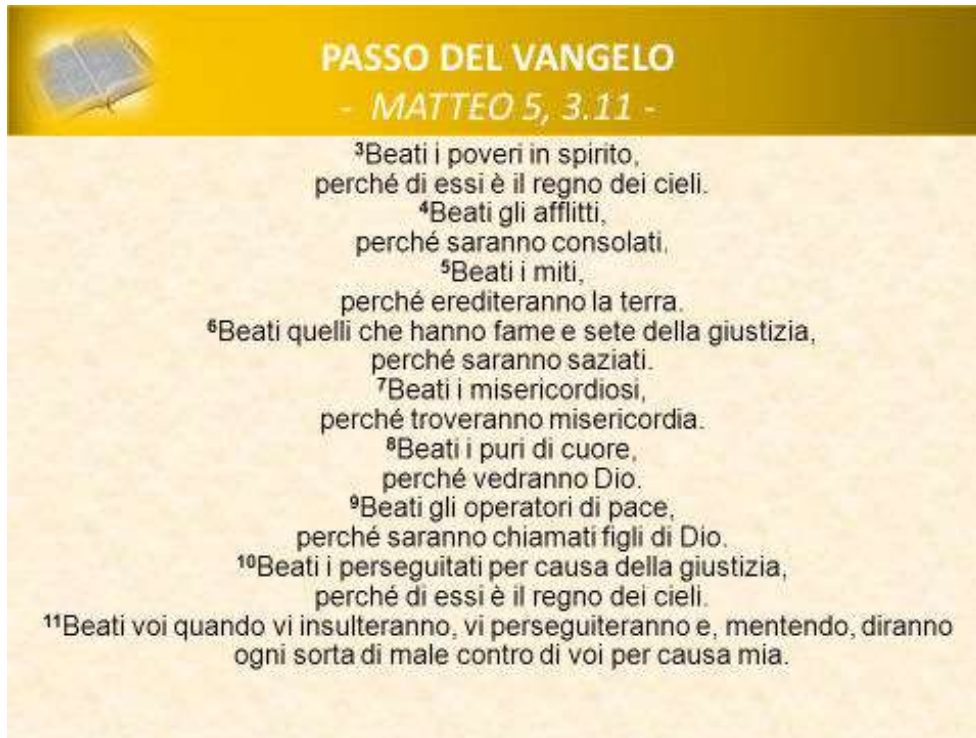 PASSO DEL VANGELO
- MATTEO 5, 3.11 -
³Beati i poveri in spirito,
perché di essi è il regno dei cieli.
⁴Beati gli afflitti,
perché saranno consolati.
⁵Beati i miti,
perché erediteranno la terra.
⁶Beati quelli che hanno fame e sete della giustizia,
perché saranno saziati.
⁷Beati i misericordiosi,
perché troveranno misericordia.
⁸Beati i puri di cuore,
perché vedranno Dio.
⁹Beati gli operatori di pace,
perché saranno chiamati figli di Dio.
¹⁰Beati i perseguitati per causa della giustizia,
perché di essi è il regno dei cieli.
¹¹Beati voi quando vi insulteranno, vi perseguiteranno e, mentendo, diranno
ogni sorta di male contro di voi per causa mia.